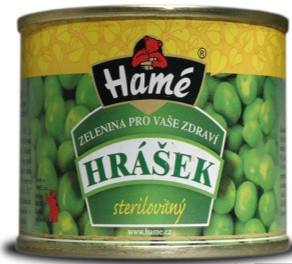 Hamé
®
ZELENINA PRO VAŠE ZDRAVÍ
HRÁŠEK
sterilovaný
www.hame.cz